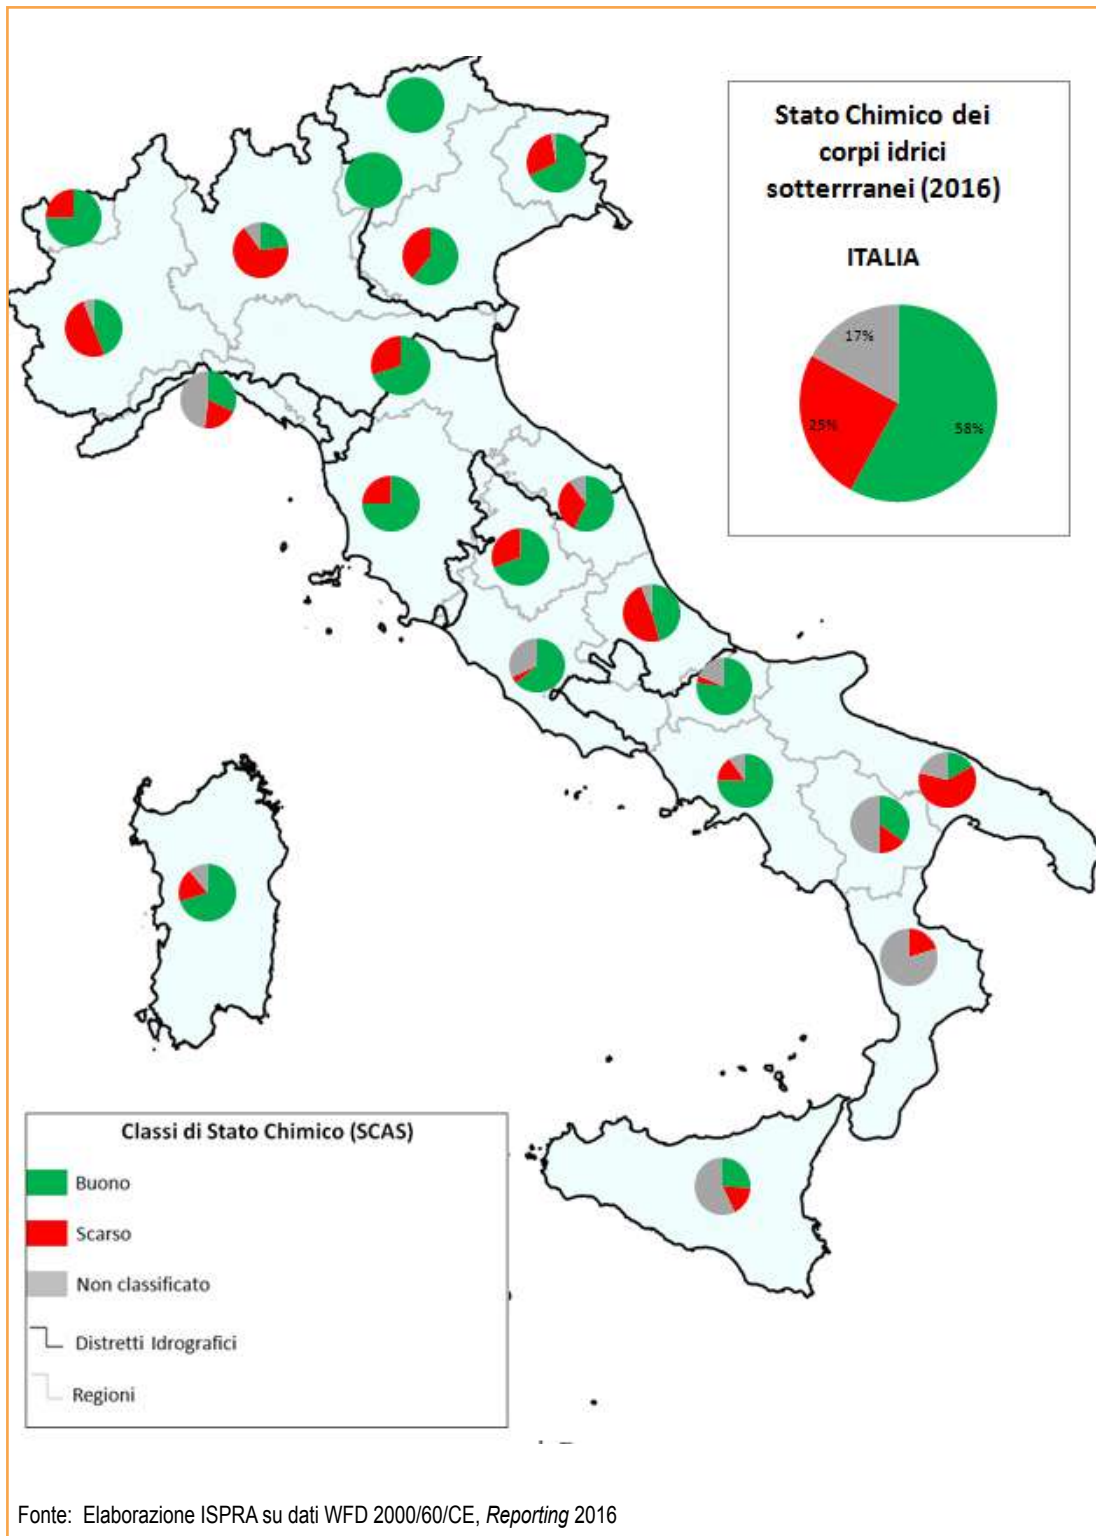 Stato Chimico dei
corpi idrici
sotterrranei (2016)
ITALIA
17%
25%
58%
Classi di Stato Chimico (SCAS)
Buono
Scarso
Non classificato
Distretti Idrografici
Regioni
Fonte: Elaborazione ISPRA su dati WFD 2000/60/CE, Reporting 2016